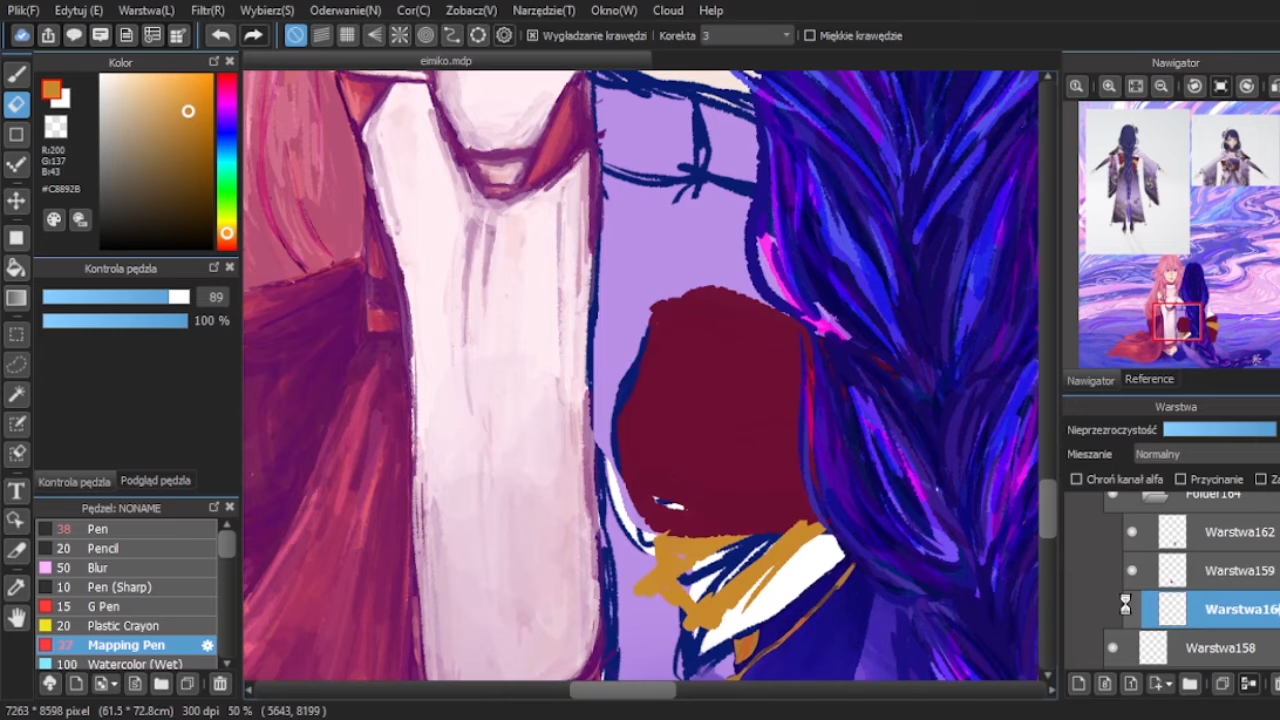 Plik(F) Edytuj (E) Warstwa(L) Filtr(R) Wybierz(S) Oderwanie(N) Cor(C) Zobacz(V) Narzędzie(T) Okno(W) Cloud Help
Wygładzanie krawędzi Korekta 3 Miękkie krawędzie
Kolor
eimiko.mdp
Nawigator
R:200
G:137
B:43
#C8892B
Kontrola pędzla
89
100 %
Kontrola pędzla Podgląd pędzla
Pędzel: NONAME
38 Pen
20 Pencil
50 Blur
10 Pen (Sharp)
15 G Pen
20 Plastic Crayon
37 Mapping Pen
100 Watercolor (Wet)
Nawigator Reference
Warstwa
Nieprzezroczystość
Mieszanie Normalny
Chroń kanał alfa Przycinanie
Folder164
Warstwa162
Warstwa159
Warstwa158
7263 * 8598 pixel (61.5 * 72.8cm) 300 dpi 50 % ( 5643, 8199 )